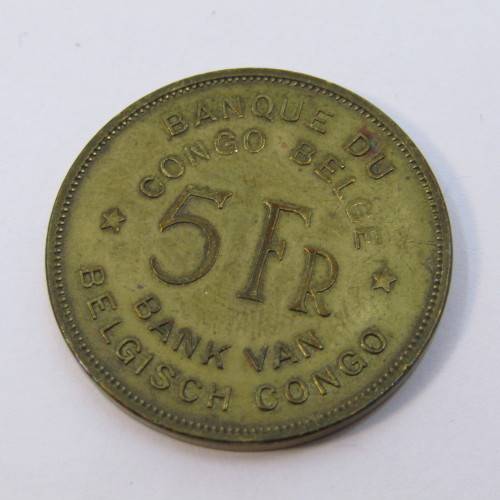 BANQUE DU
CONGO BELGE
5 FR
BANK VAN
BELGISCH CONGO